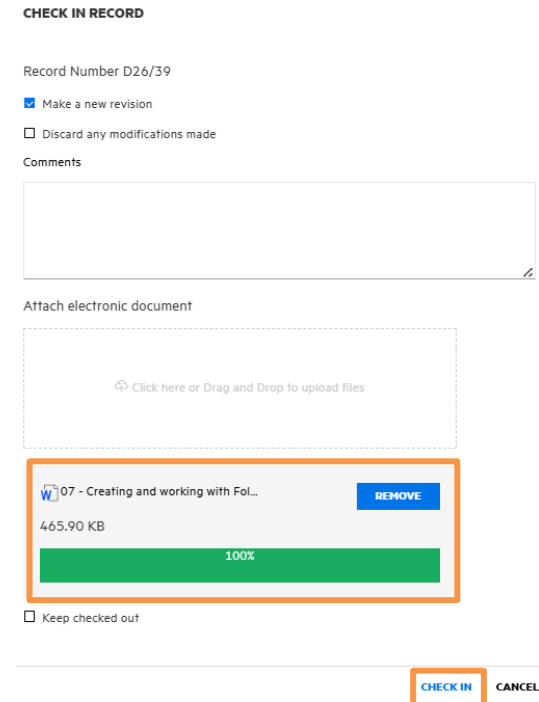 CHECK IN RECORD
Record Number D26/39
Make a new revision
Discard any modifications made
Comments
Attach electronic document
Click here or Drag and Drop to upload files
W 07 - Creating and working with Fol...
REMOVE
465.90 KB
100%
Keep checked out
CHECK IN CANCEL